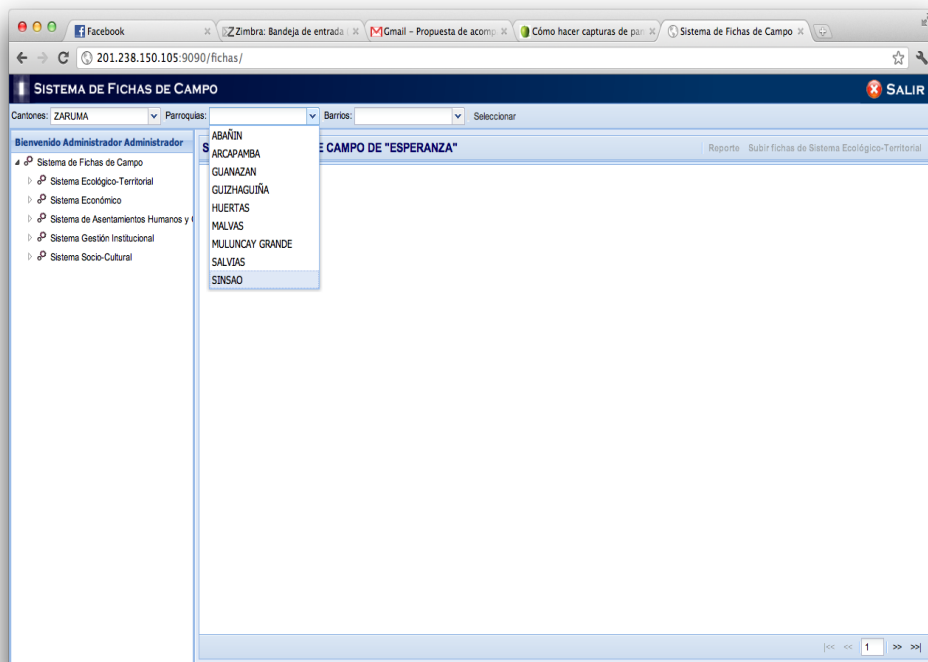 Facebook
Zimbra: Bandeja de entrada
Gmail – Propuesta de acomp
Cómo hacer capturas de pan
Sistema de Fichas de Campo
201.238.150.105:9090/fichas/
SISTEMA DE FICHAS DE CAMPO
SALIR
Cantones: ZARUMA Parroquias: Barrios: Seleccionar
Bienvenido Administrador Administrador
Sistema de Fichas de Campo
Sistema Ecológico-Territorial
Sistema Económico
Sistema de Asentamientos Humanos y
Sistema Gestión Institucional
Sistema Socio-Cultural
ABAÑIN
ARCAPAMBA
GUANAZAN
GUIZHAGUIÑA
HUERTAS
MALVAS
MULUNCAY GRANDE
SALVIAS
SINSAO
CAMPO DE "ESPERANZA"
Reporte Subir fichas de Sistema Ecológico-Territorial
|<< << 1 >> >>|